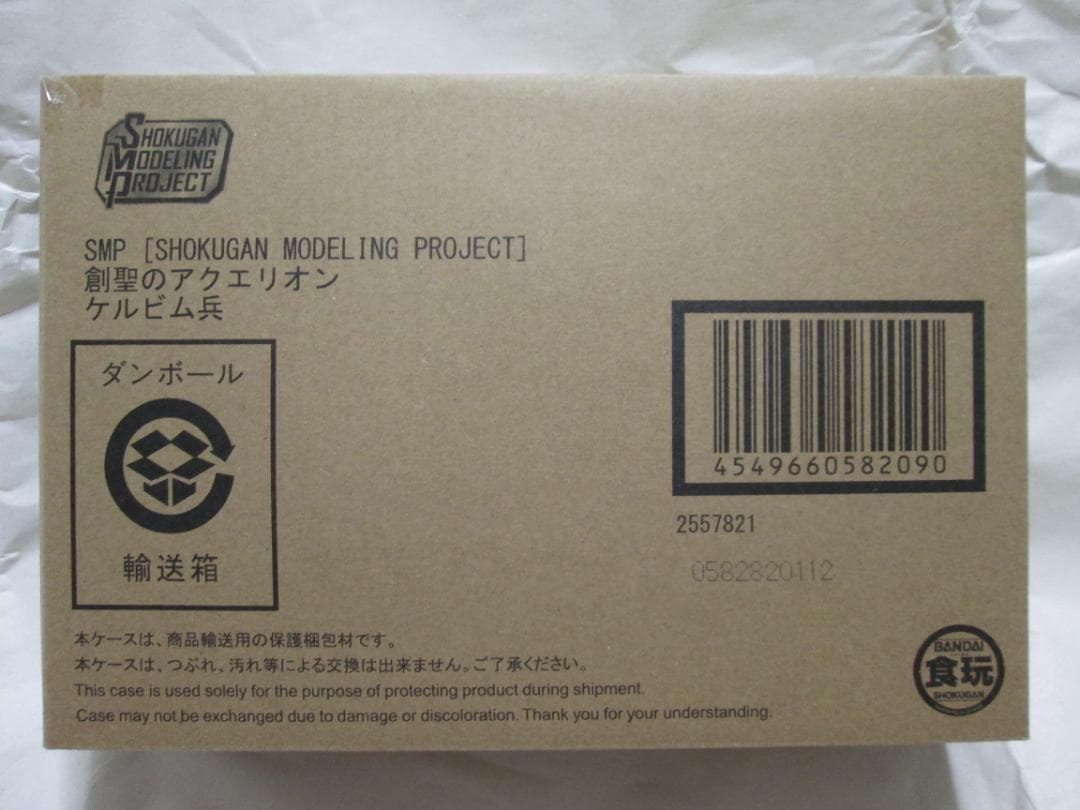 SHOKUGAN
MODELING
PROJECT
SMP [SHOKUGAN MODELING PROJECT]
創聖のアクエリオン
ケルビム兵
ダンボール
輸送箱
4549660582090
2557821
0582820112
本ケースは、商品輸送用の保護梱包材です。
本ケースは、つぶれ、汚れ等による交換は出来ません。ご了承ください。
This case is used solely for the purpose of protecting product during shipment.
Case may not be exchanged due to damage or discoloration. Thank you for your understanding.
BANDAI
食玩
SHOKUGAN